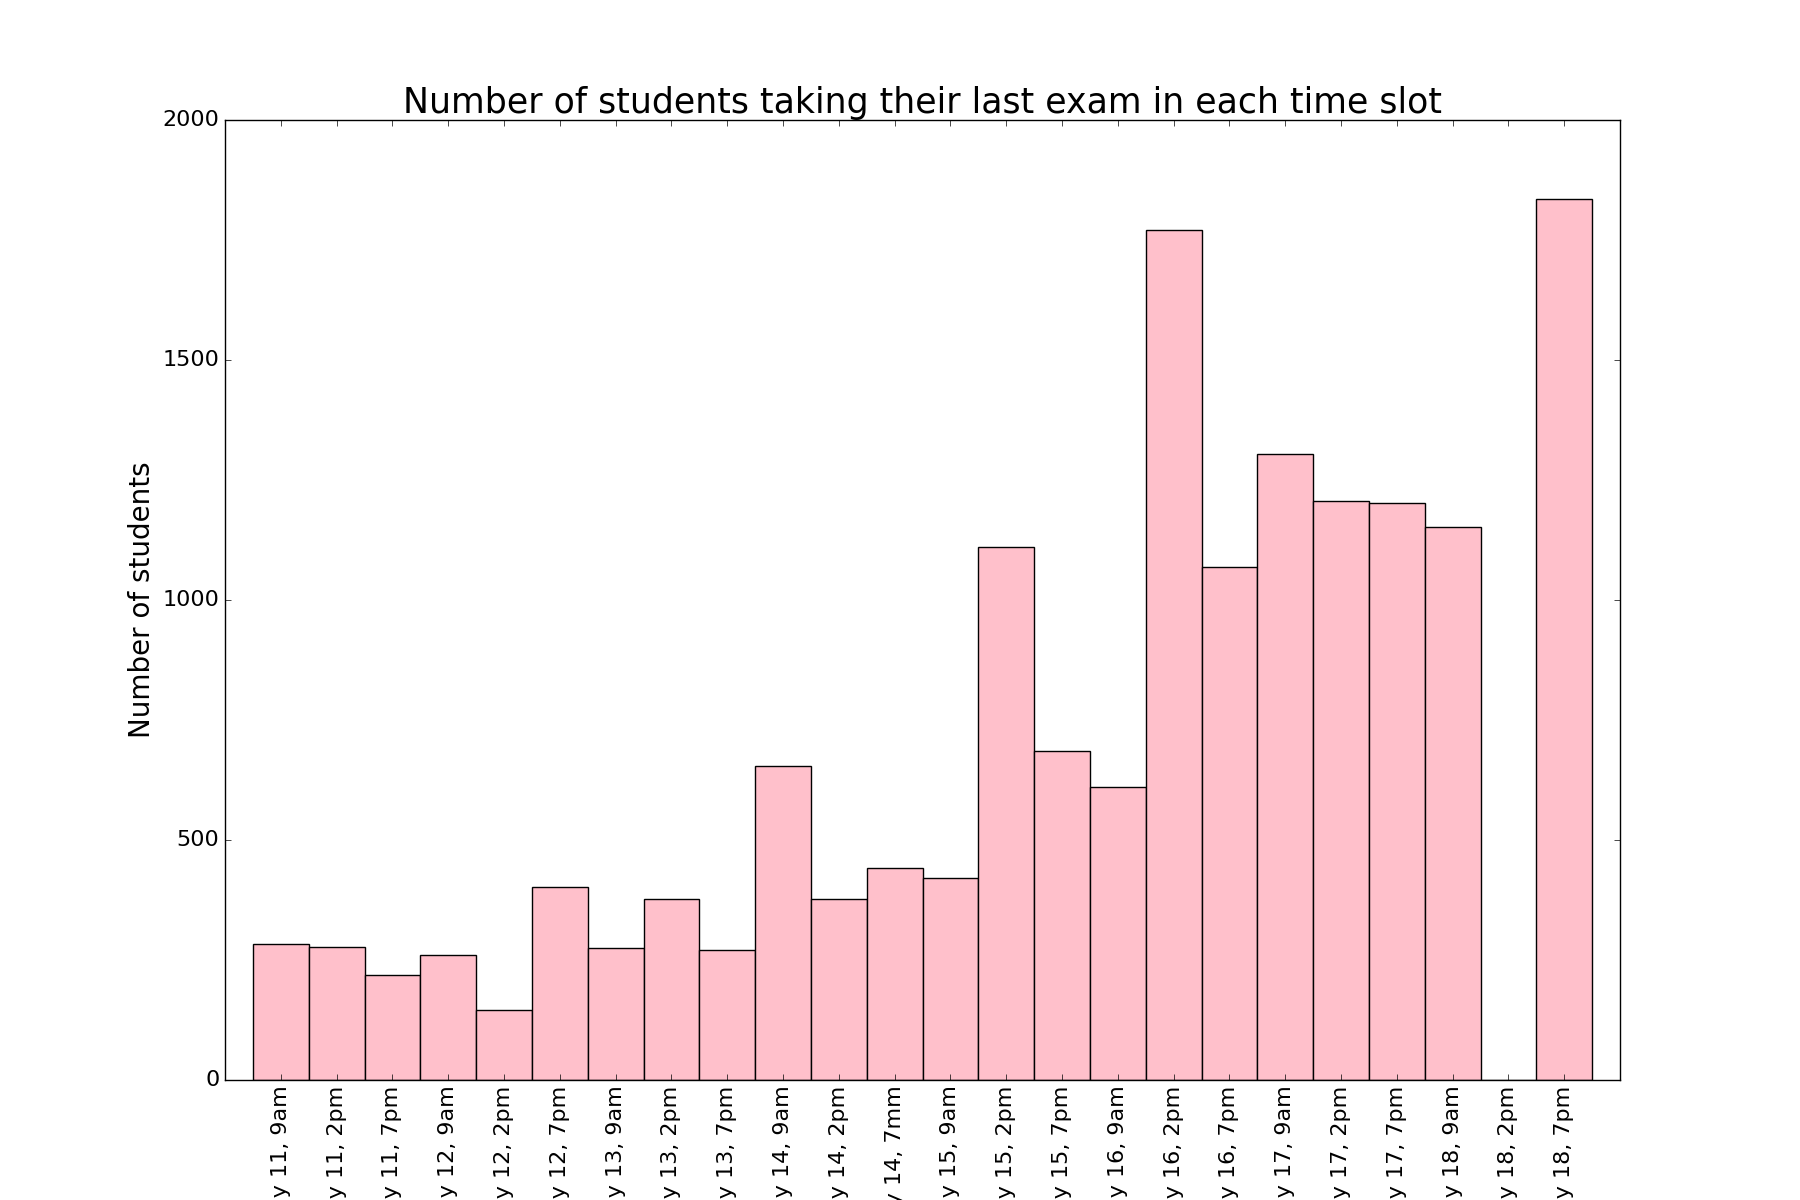 Number of students taking their last exam in each time slot
Number of students
2000
1500
1000
500
0
y 11, 9am
y 11, 2pm
y 11, 7pm
y 12, 9am
y 12, 2pm
y 12, 7pm
y 13, 9am
y 13, 2pm
y 13, 7pm
y 14, 9am
y 14, 2pm
y 14, 7mm
y 15, 9am
y 15, 2pm
y 15, 7pm
y 16, 9am
y 16, 2pm
y 16, 7pm
y 17, 9am
y 17, 2pm
y 17, 7pm
y 18, 9am
y 18, 2pm
y 18, 7pm